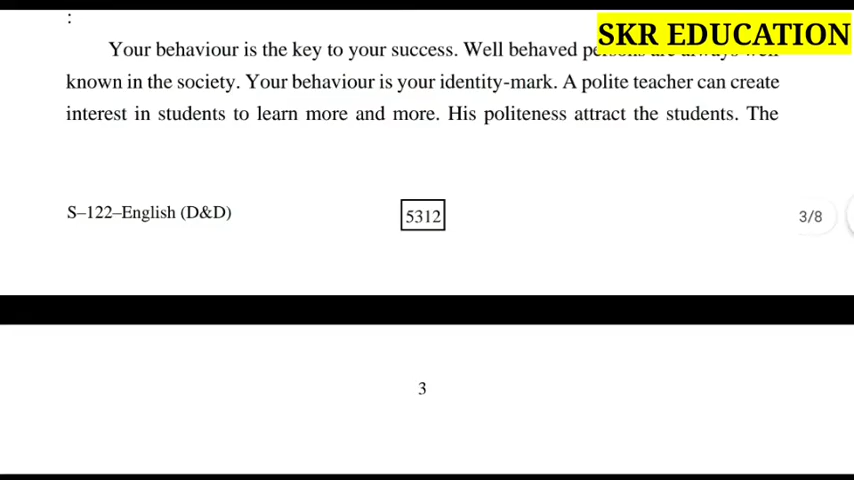 :
SKR EDUCATION
Your behaviour is the key to your success. Well behaved
known in the society. Your behaviour is your identity-mark. A polite teacher can create
interest in students to learn more and more. His politeness attract the students. The
S–122–English (D&D)
5312
3/8
3